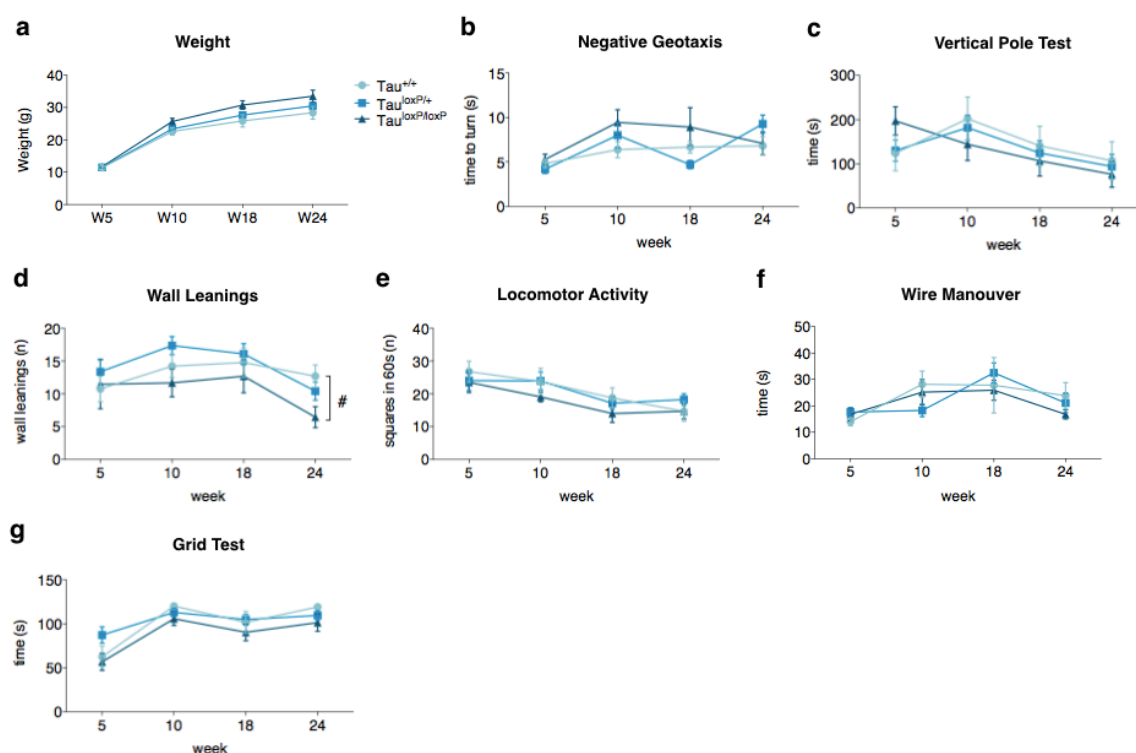 a
Weight
Weight (g)
40
30
20
10
0
W5 W10 W18 W24
Tau+/+
TauloxP/+
TauloxP/loxP
b
Negative Geotaxis
time to turn (s)
15
10
5
0
5 10 18 24
week
c
Vertical Pole Test
time (s)
300
200
100
0
5 10 18 24
week
d
Wall Leanings
wall leanings (n)
20
15
10
5
0
#
5 10 18 24
week
e
Locomotor Activity
squares in 60s (n)
40
30
20
10
0
5 10 18 24
week
f
Wire Manouver
time (s)
50
40
30
20
10
0
5 10 18 24
week
g
Grid Test
time (s)
150
100
50
0
5 10 18 24
week